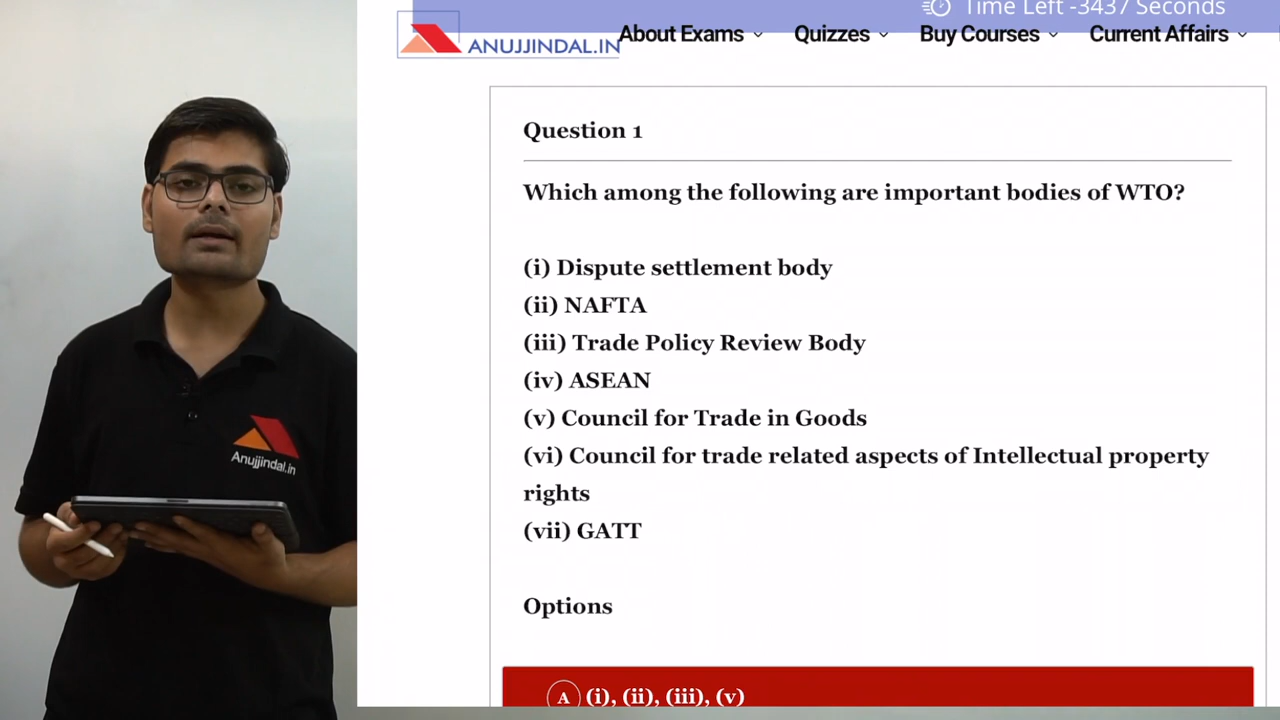 Time Left -3437 Seconds
ANUJJINDAL.IN
About Exams Quizzes Buy Courses Current Affairs
Question 1
Which among the following are important bodies of WTO?
(i) Dispute settlement body
(ii) NAFTA
(iii) Trade Policy Review Body
(iv) ASEAN
(v) Council for Trade in Goods
(vi) Council for trade related aspects of Intellectual property
rights
(vii) GATT
Options
A (i), (ii), (iii), (v)
Anujjindal.in